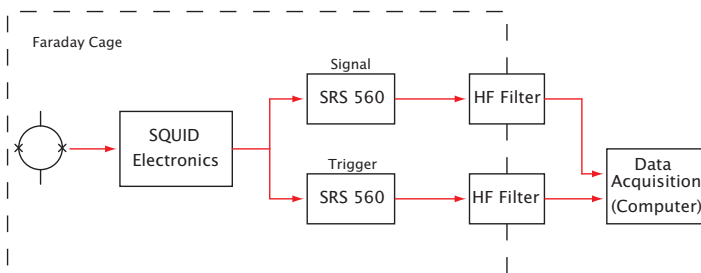 Faraday Cage
Signal
SRS 560
HF Filter
SQUID
Electronics
Trigger
SRS 560
HF Filter
Data
Acquisition
(Computer)